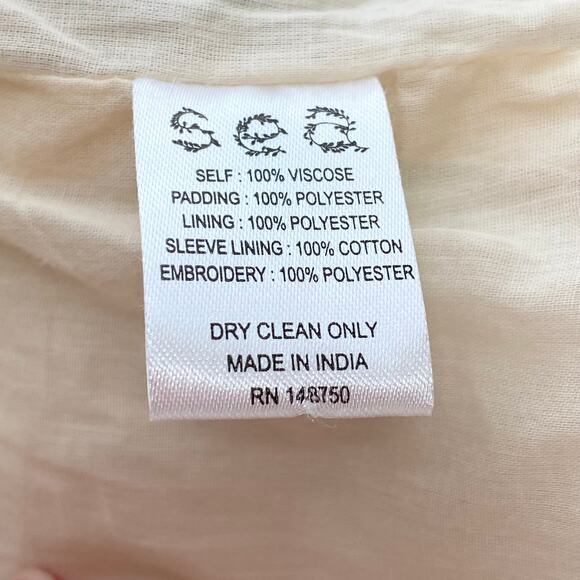 SELF : 100% VISCOSE
PADDING : 100% POLYESTER
LINING : 100% POLYESTER
SLEEVE LINING : 100% COTTON
EMBROIDERY : 100% POLYESTER
DRY CLEAN ONLY
MADE IN INDIA
RN 148750